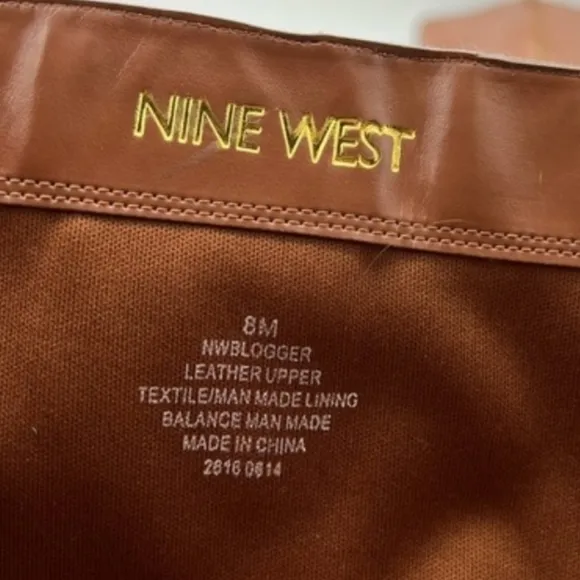 NINE WEST
8M
NWBLOGGER
LEATHER UPPER
TEXTILE/MAN MADE LINING
BALANCE MAN MADE
MADE IN CHINA
2616 0614